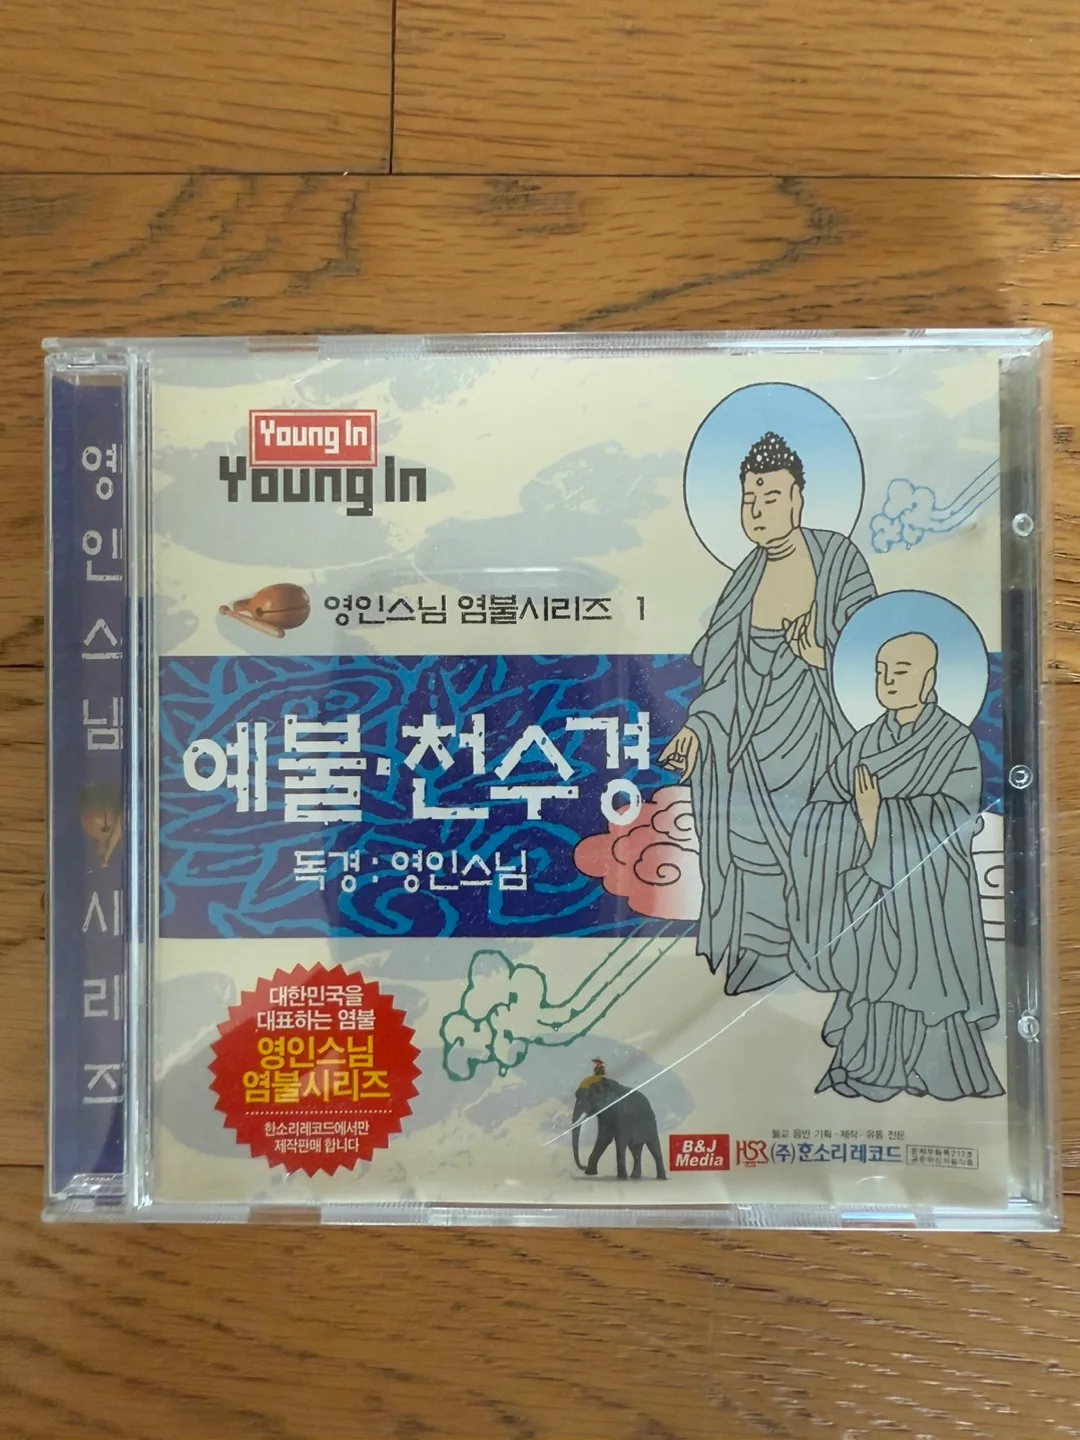 영인스님 시리즈
Young In
Young In
영인스님 염불시리즈 1
예불·천수경
독경 : 영인스님
대한민국을
대표하는 염불
영인스님
염불시리즈
한소리레코드에서만
제작판매 합니다
B&J
Media
HSR
불교 음반 기획·제작·유통 전문
(주)한소리레코드